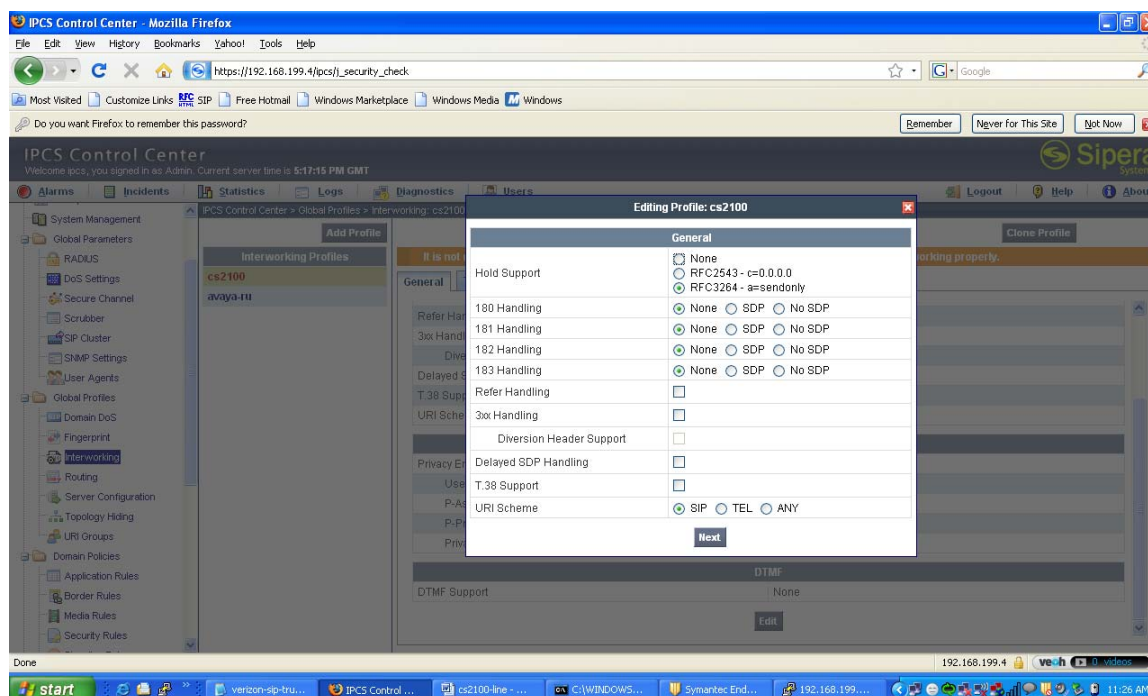 IPCS Control Center - Mozilla Firefox
File Edit View History Bookmarks Yahoo! Tools Help
https://192.168.199.4/ipcs/j_security_check
Google
Most Visited Customize Links SIP Free Hotmail Windows Marketplace Windows Media Windows
Do you want Firefox to remember this password? Remember Never for This Site Not Now
IPCS Control Center
Welcome ipcs, you signed in as Admin. Current server time is 5:17:15 PM GMT
Sipera
Alarms Incidents Statistics Logs Diagnostics Users Logout Help
System Management
Global Parameters
RADIUS
DoS Settings
Secure Channel
Scrubber
SIP Cluster
SNMP Settings
User Agents
Global Profiles
Domain DoS
Fingerprint
Interworking
Routing
Server Configuration
Topology Hiding
URI Groups
Domain Policies
Application Rules
Border Rules
Media Rules
Security Rules
IPCS Control Center > Global Profiles > Interworking: cs2100
Add Profile
Clone Profile
Interworking Profiles
It is not
working properly.
cs2100
avaya-ru
General
Editing Profile: cs2100
General
Hold Support
None
RFC2543 - c=0.0.0.0
RFC3264 - a=sendonly
180 Handling None SDP No SDP
181 Handling None SDP No SDP
182 Handling None SDP No SDP
183 Handling None SDP No SDP
Refer Handling
3xx Handling
Diversion Header Support
Delayed SDP Handling
T.38 Support
URI Scheme SIP TEL ANY
Next
DTMF
DTMF Support None
Edit
Done
192.168.199.4
veoh 0 videos
start
verizon-sip-tru...
IPCS Control ...
cs2100-line - ...
C:\WINDOWS...
Symantec End...
192.168.199....
11:26 AM